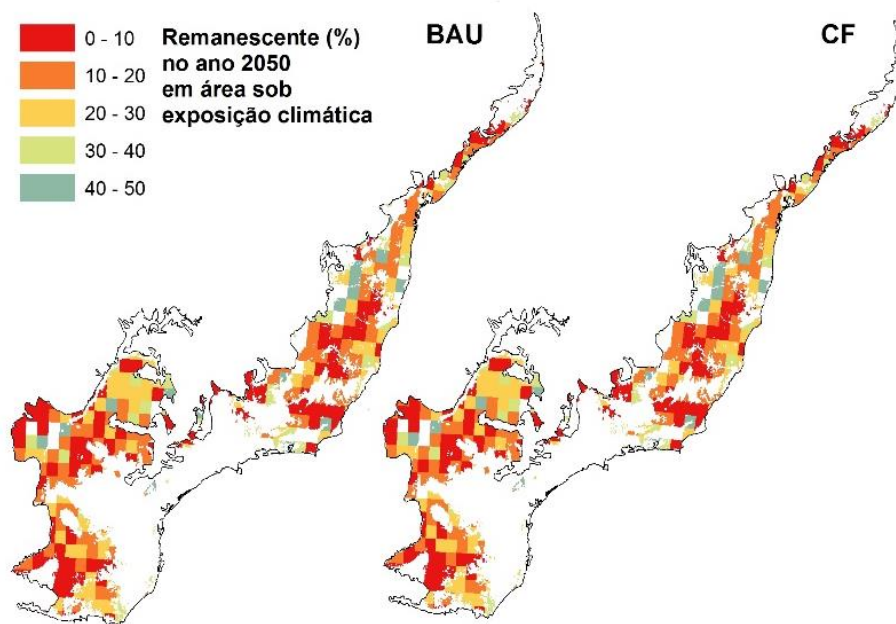 0 - 10
10 - 20
20 - 30
30 - 40
40 - 50
Remanescente (%)
no ano 2050
em área sob
exposição climática
BAU
CF